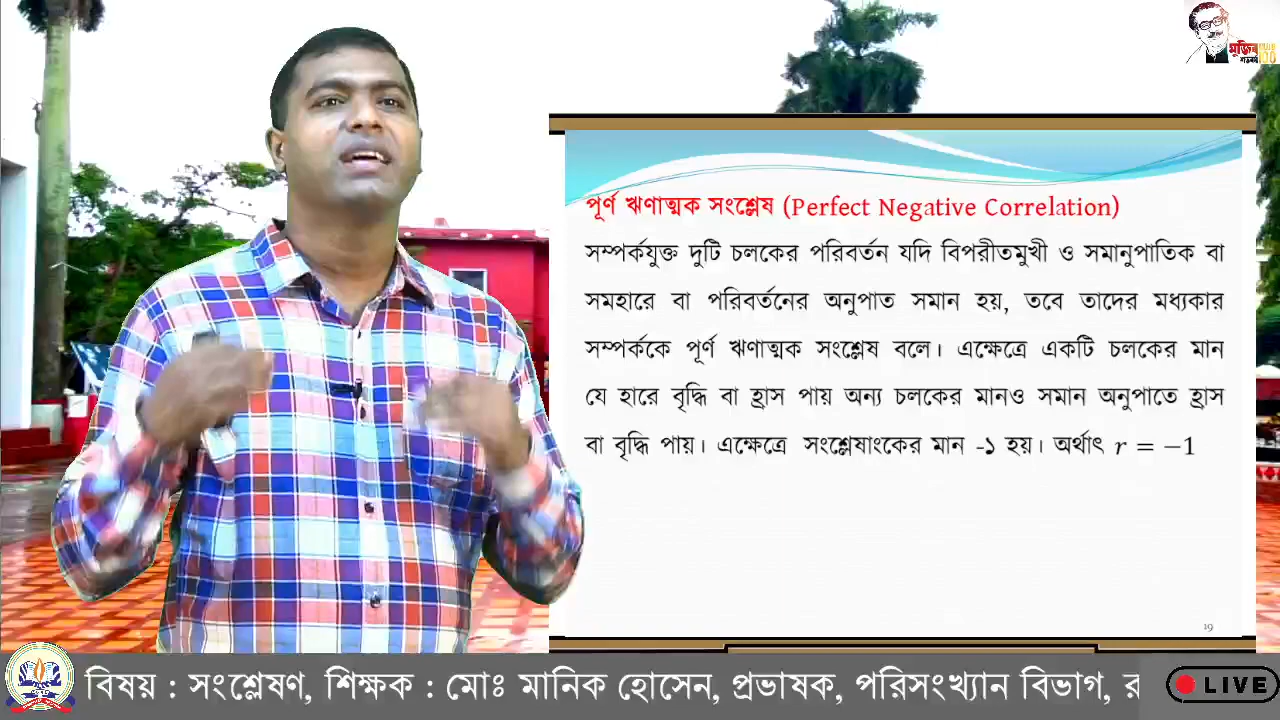 মুজিব
শতবর্ষ
100
পূর্ণ ঋণাত্মক সংশ্লেষ (Perfect Negative Correlation)
সম্পর্কযুক্ত দুটি চলকের পরিবর্তন যদি বিপরীতমুখী ও সমানুপাতিক বা
সমহারে বা পরিবর্তনের অনুপাত সমান হয়, তবে তাদের মধ্যকার
সম্পর্ককে পূর্ণ ঋণাত্মক সংশ্লেষ বলে। এক্ষেত্রে একটি চলকের মান
যে হারে বৃদ্ধি বা হ্রাস পায় অন্য চলকের মানও সমান অনুপাতে হ্রাস
বা বৃদ্ধি পায়। এক্ষেত্রে সংশ্লেষাংকের মান -১ হয়। অর্থাৎ r = −1
19
বিষয় : সংশ্লেষণ, শিক্ষক : মোঃ মানিক হোসেন, প্রভাষক, পরিসংখ্যান বিভাগ, র
LIVE